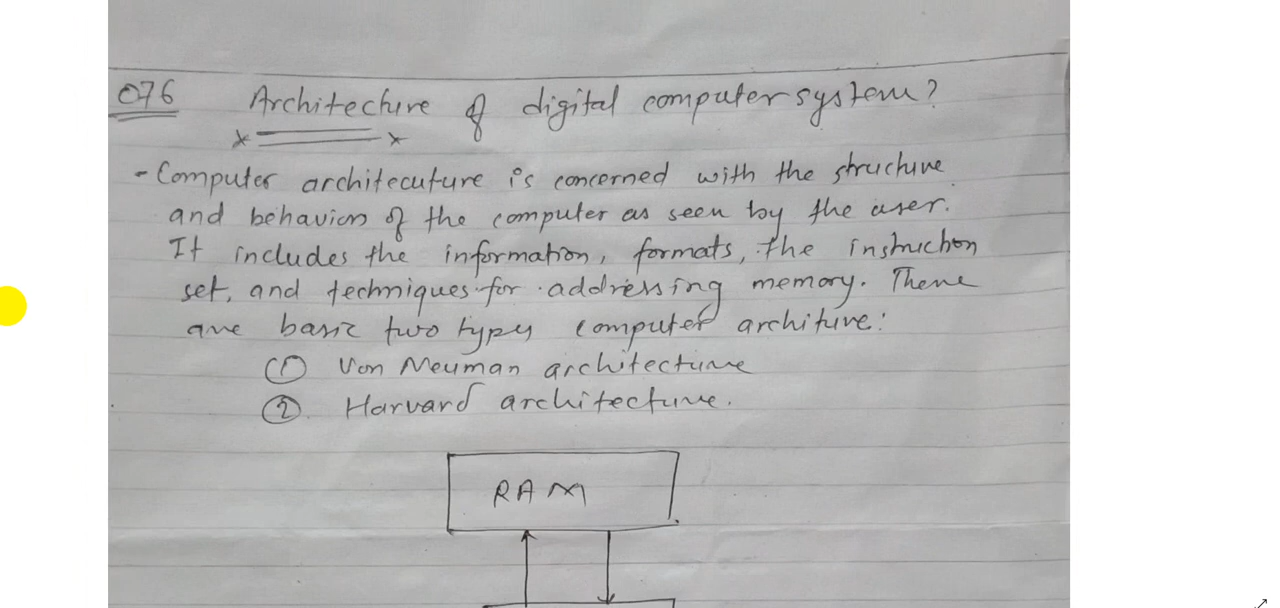 076 Architecture of digital computer system?
- Computer architecuture is concerned with the structure
and behavior of the computer as seen by the user.
It includes the information, formats, the instruction
set, and techniques for addressing memory. There
are basic two types computer architure:
① Von Neuman architecture
② Harvard architecture.
RAM